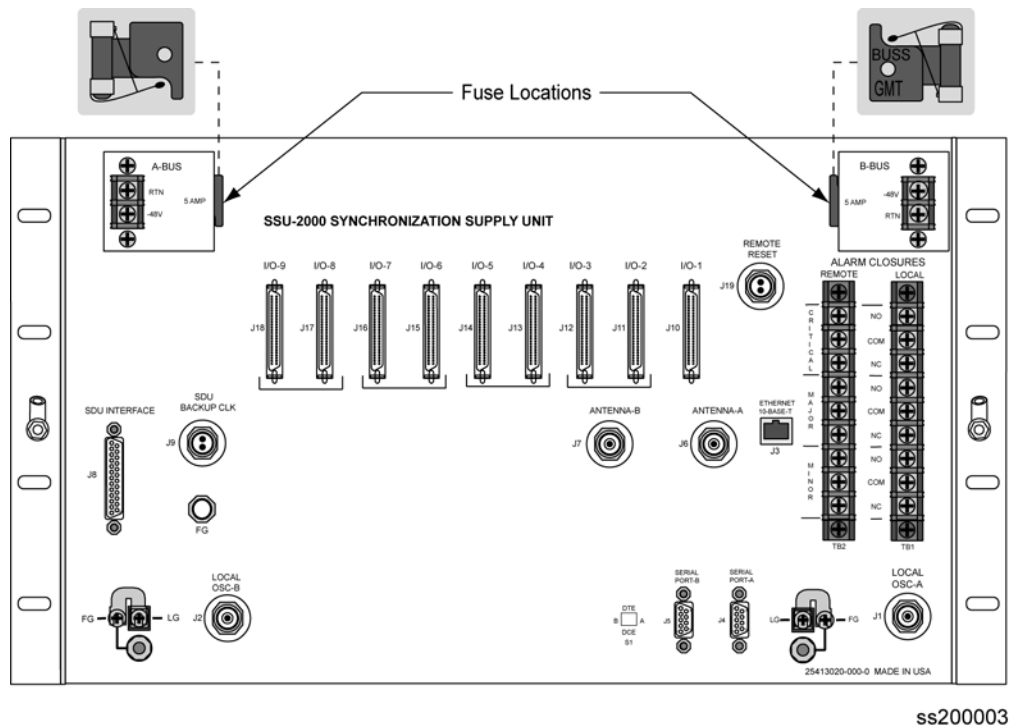 BUSS
GMT
Fuse Locations
A-BUS
RTN
-48V
5 AMP
B-BUS
-48V
5 AMP
RTN
SSU-2000 SYNCHRONIZATION SUPPLY UNIT
REMOTE
RESET
J19
ALARM CLOSURES
REMOTE
LOCAL
I/O-9
I/O-8
I/O-7
I/O-6
I/O-5
I/O-4
I/O-3
I/O-2
I/O-1
J18
J17
J16
J15
J14
J13
J12
J11
J10
CRITICAL
NO
COM
NC
MAJOR
NO
COM
NC
MINOR
NO
COM
NC
TB2
TB1
SDU INTERFACE
J8
SDU
BACKUP CLK
J9
FG
ANTENNA-B
J7
ANTENNA-A
J6
ETHERNET
10-BASE-T
J3
FG
LG
LOCAL
OSC-B
J2
DTE
B
A
DCE
S1
SERIAL
PORT-B
J5
SERIAL
PORT-A
J4
LG
FG
LOCAL
OSC-A
J1
25413020-000-0 MADE IN USA
ss200003